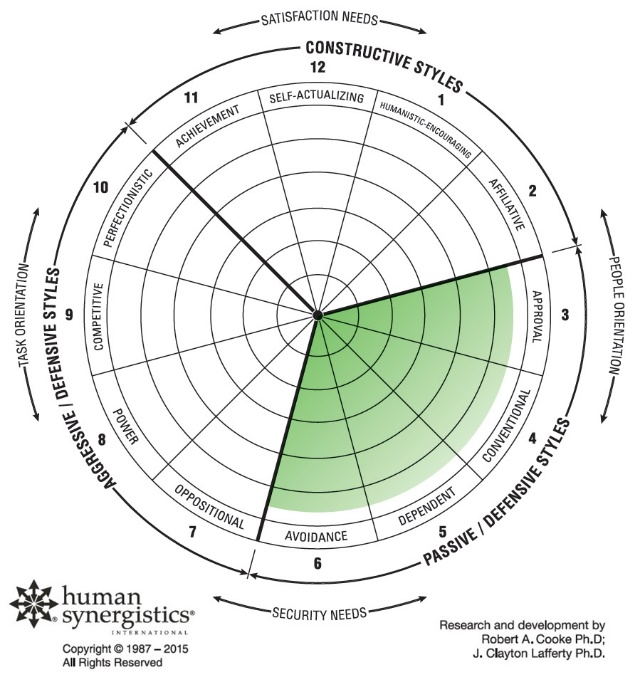 SATISFACTION NEEDS
CONSTRUCTIVE STYLES
12
11
1
SELF-ACTUALIZING
ACHIEVEMENT
HUMANISTIC-ENCOURAGING
10
2
PERFECTIONISTIC
AFFILIATIVE
TASK ORIENTATION
PEOPLE ORIENTATION
AGGRESSIVE / DEFENSIVE STYLES
9
COMPETITIVE
APPROVAL
3
8
POWER
CONVENTIONAL
4
OPPOSITIONAL
DEPENDENT
7
AVOIDANCE
5
6
PASSIVE / DEFENSIVE STYLES
SECURITY NEEDS
human
synergistics®
INTERNATIONAL
Copyright © 1987 – 2015
All Rights Reserved
Research and development by
Robert A. Cooke Ph.D;
J. Clayton Lafferty Ph.D.